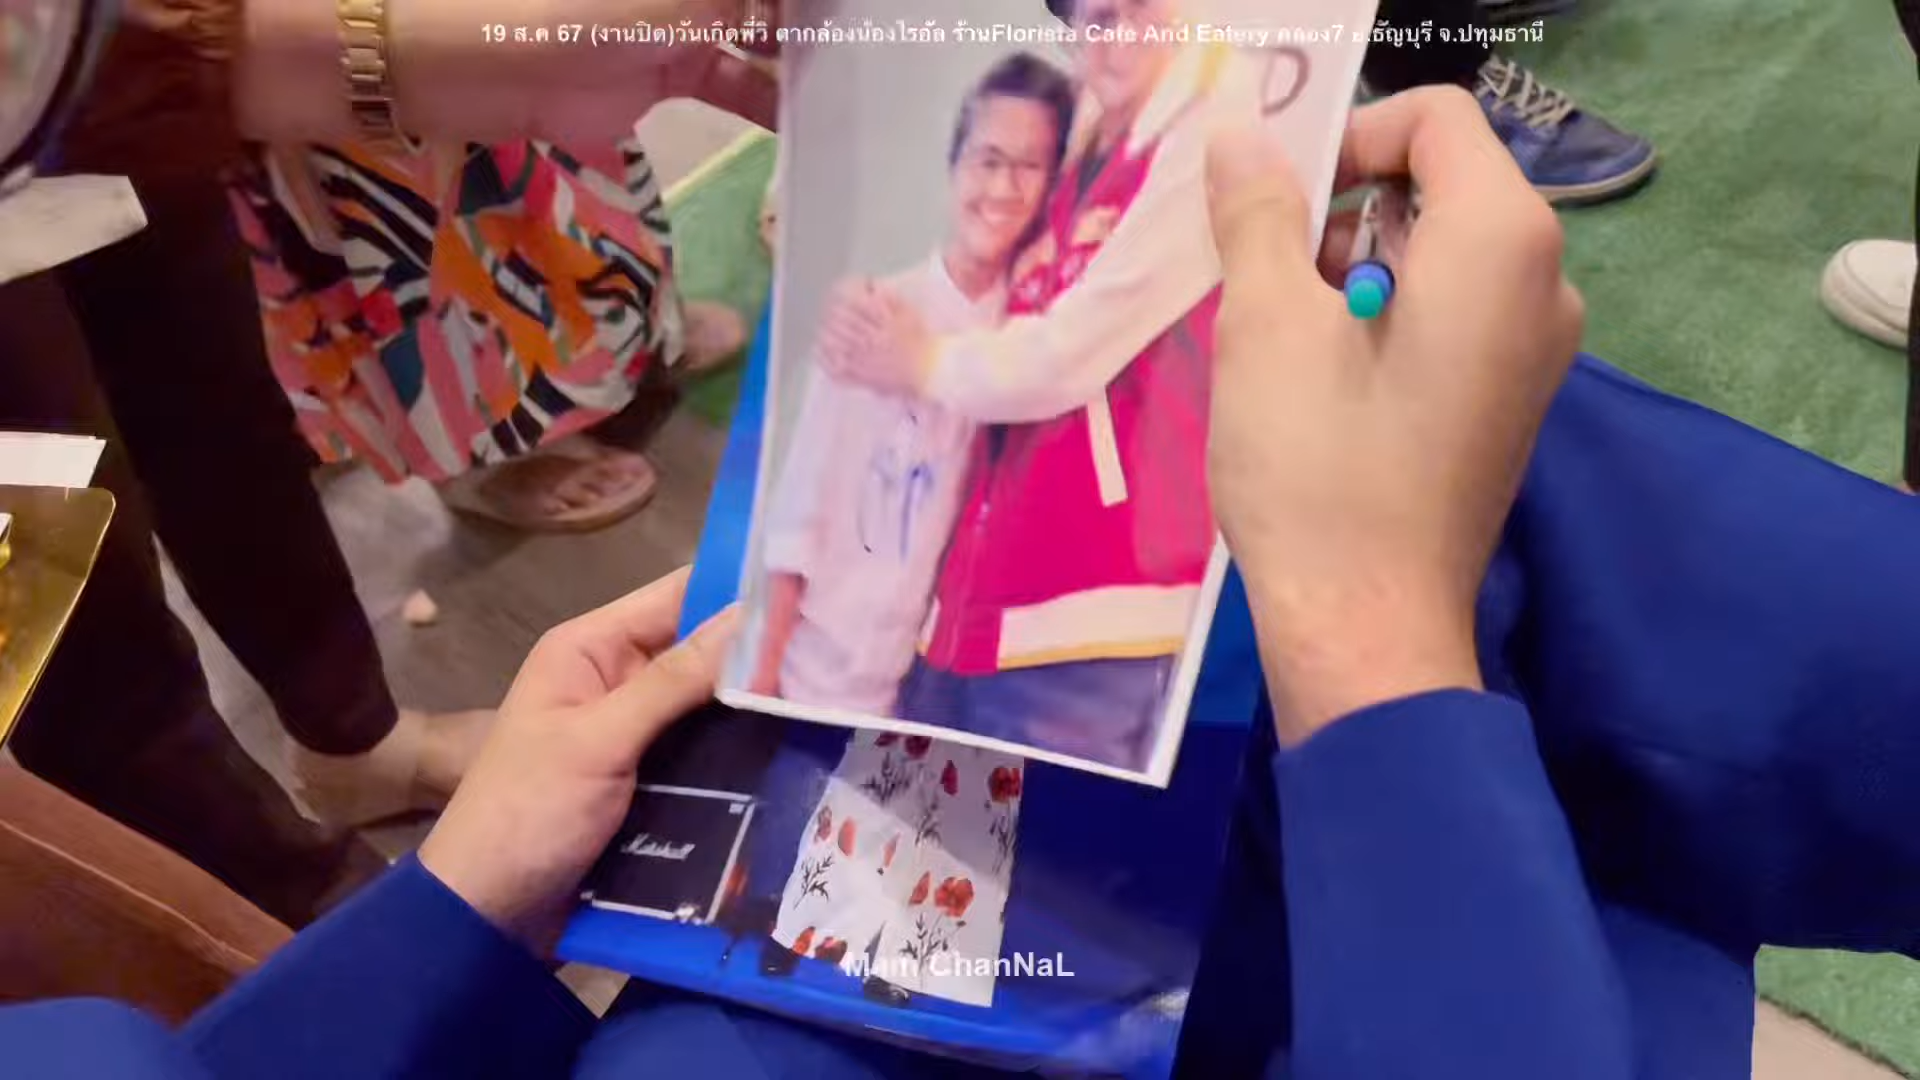 19 ส.ค 67 (งานปิด)วันเกิดพี่วิ ตากล้องน้องไรอัล ร้านFlorista Cafe And Eatery คลอง7 อ.ธัญบุรี จ.ปทุมธานี
Marshall
Main ChanNaL